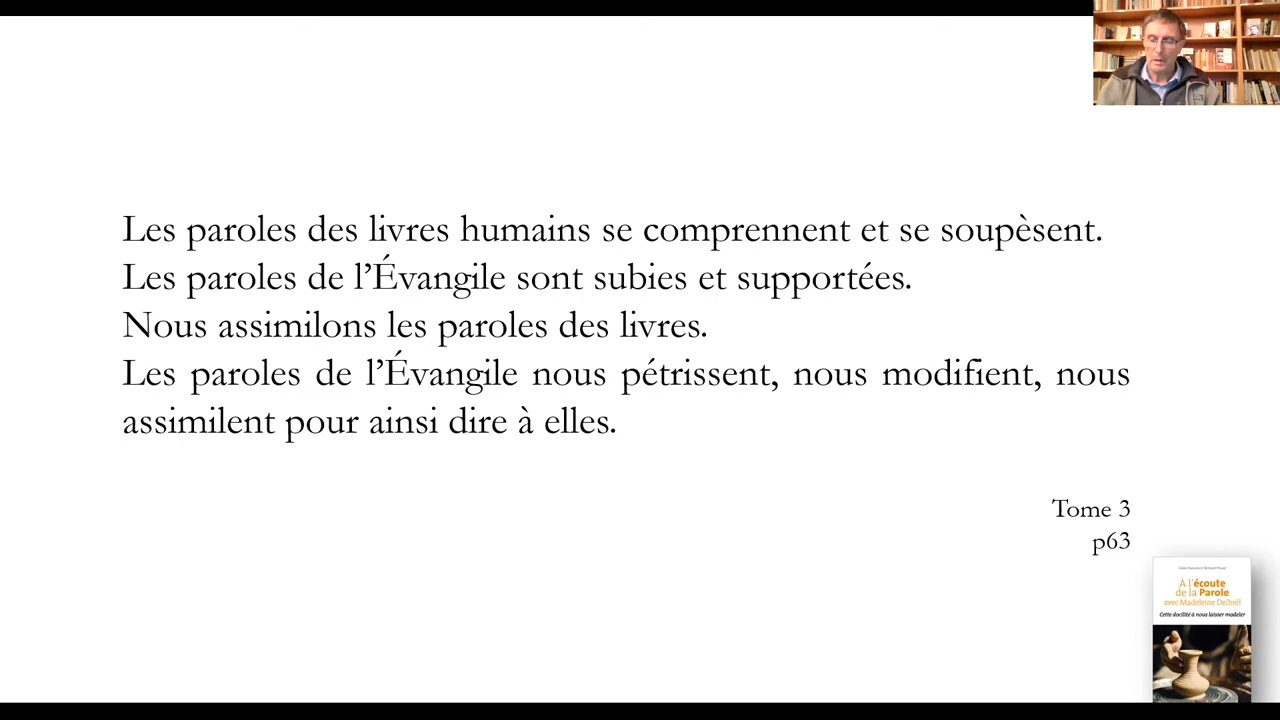 Les paroles des livres humains se comprennent et se soupèsent.
Les paroles de l’Évangile sont subies et supportées.
Nous assimilons les paroles des livres.
Les paroles de l’Évangile nous pétrissent, nous modifient, nous
assimilent pour ainsi dire à elles.
Tome 3
p63
À l’écoute
de la Parole
avec Madeleine Delbrêl
Cette docilité à nous laisser modeler